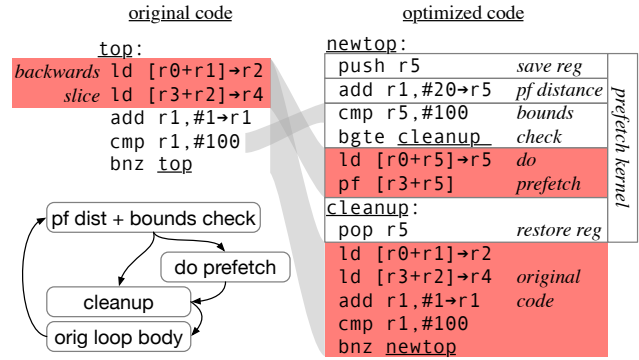 original code
top:
backwards ld [r0+r1]➔r2
slice ld [r3+r2]➔r4
add r1,#1➔r1
cmp r1,#100
bnz top
pf dist + bounds check
do prefetch
cleanup
orig loop body
optimized code
newtop:
push r5 save reg
add r1,#20➔r5 pf distance
cmp r5,#100 bounds
bgte cleanup check
ld [r0+r5]➔r5 do
pf [r3+r5] prefetch
cleanup:
pop r5 restore reg
prefetch kernel
ld [r0+r1]➔r2
ld [r3+r2]➔r4 original
add r1,#1➔r1 code
cmp r1,#100
bnz newtop